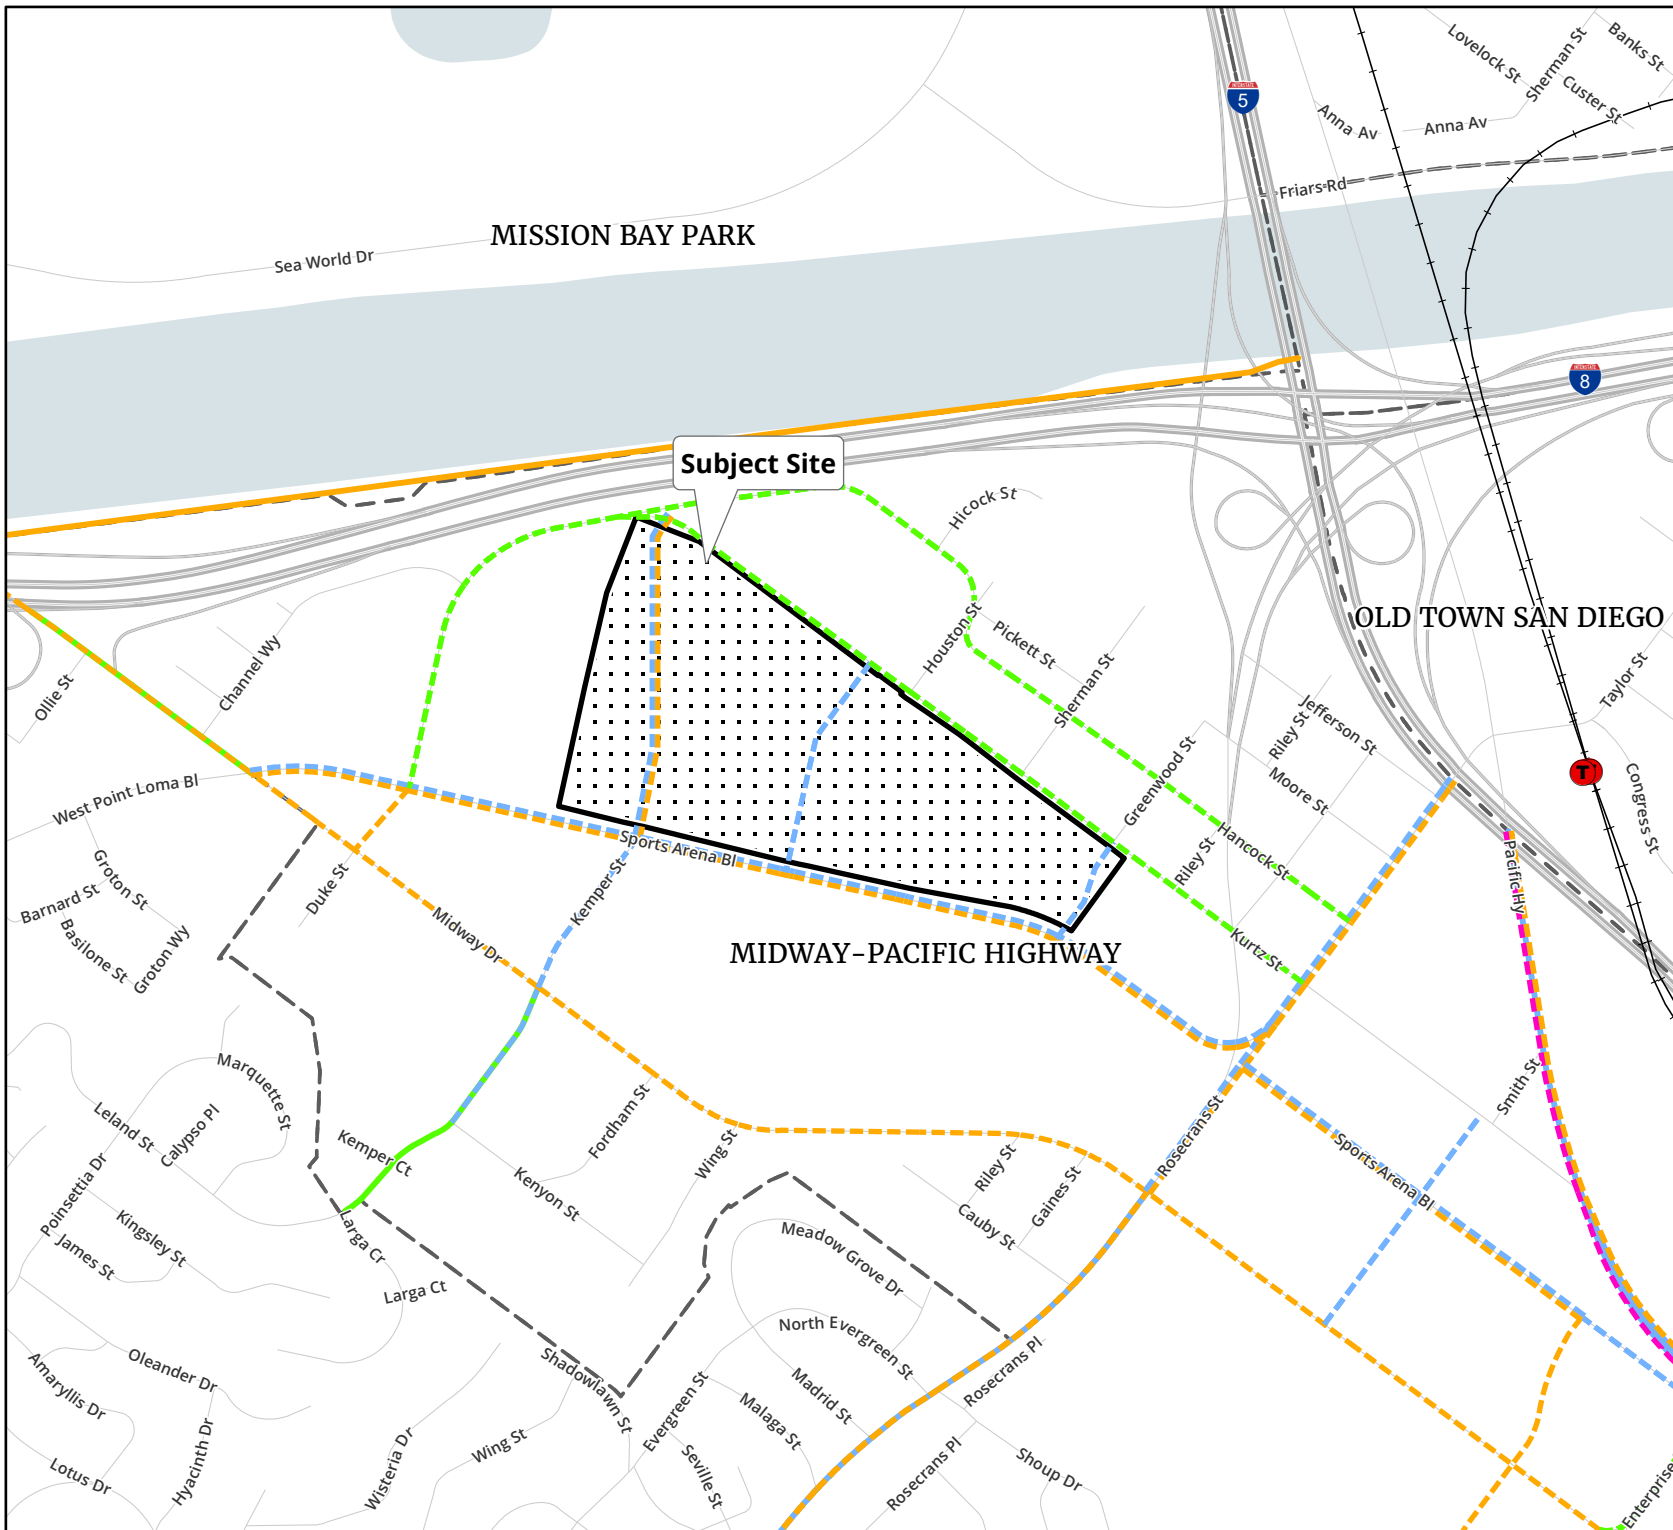 Lovelock St
Sherman St
Banks St
Custer St
INTERSTATE
5
Anna Av
Anna Av
Friars Rd
MISSION BAY PARK
Sea World Dr
INTERSTATE
8
Subject Site
Hicock St
OLD TOWN SAN DIEGO
Houston St
Pickett St
Sherman St
Channel Wy
Ollie St
Taylor St
Jefferson St
Riley St
Greenwood St
Moore St
T
Congress St
West Point Loma Bl
Sports Arena Bl
Hancock St
Riley St
Pacific Hy
Groton St
Barnard St
Basilone St
Groton Wy
Duke St
Kemper St
Midway Dr
MIDWAY-PACIFIC HIGHWAY
Kurtz St
Marquette St
Leland St
Calypso Pl
Kemper Ct
Fordham St
Wing St
Kenyon St
Riley St
Gaines St
Cauby St
Rosecrans St
Smith St
Sports Arena Bl
Poinsettia Dr
Kingsley St
James St
Larga Cr
Larga Ct
Meadow Grove Dr
North Evergreen St
Oleander Dr
Amaryllis Dr
Shadowlawn St
Evergreen St
Madrid St
Malaga St
Rosecrans Pl
Lotus Dr
Hyacinth Dr
Wisteria Dr
Wing St
Seville St
Rosecrans Pl
Shoup Dr
Enterprise